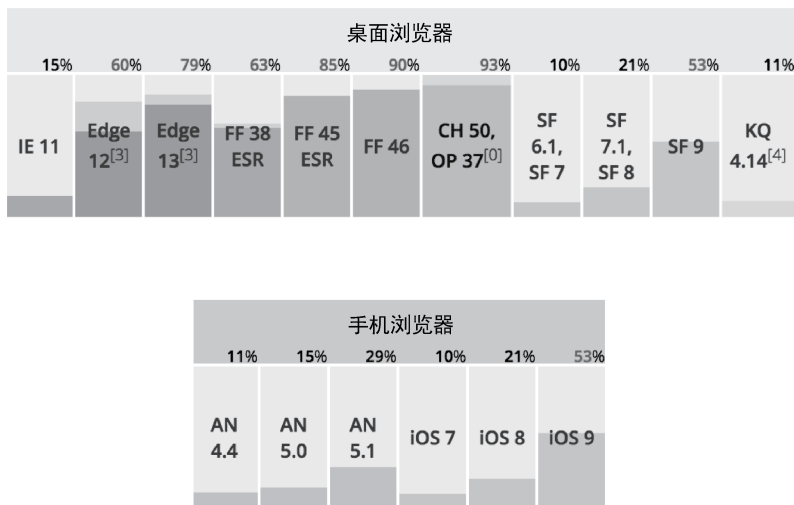 桌面浏览器
15% 60% 79% 63% 85% 90% 93% 10% 21% 53% 11%
IE 11
Edge
12[3]
Edge
13[3]
FF 38
ESR
FF 45
ESR
FF 46
CH 50,
OP 37[0]
SF
6.1,
SF 7
SF
7.1,
SF 8
SF 9
KQ
4.14[4]
手机浏览器
11% 15% 29% 10% 21% 53%
AN
4.4
AN
5.0
AN
5.1
iOS 7
iOS 8
iOS 9